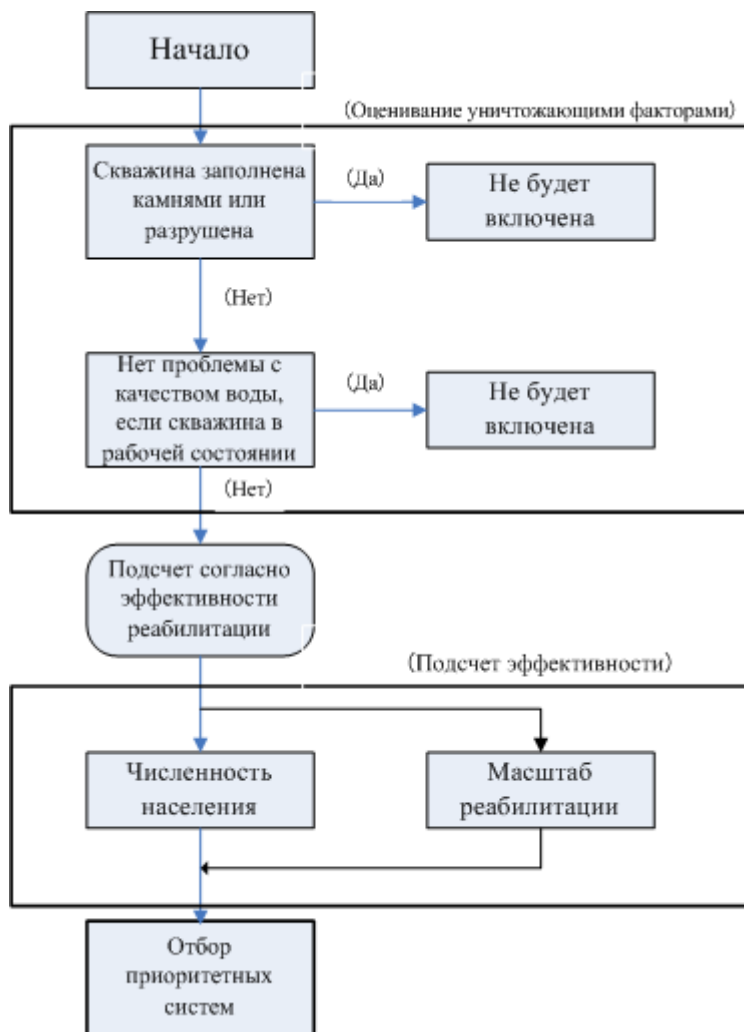 Начало
(Оценивание уничтожающими факторами)
Скважина заполнена
камнями или
разрушена
(Да)
Не будет
включена
(Нет)
Нет проблемы с
качеством воды,
если скважина в
рабочей состоянии
(Да)
Не будет
включена
(Нет)
Подсчет согласно
эффективности
реабилитации
(Подсчет эффективности)
Численность
населения
Масштаб
реабилитации
Отбор
приоритетных
систем